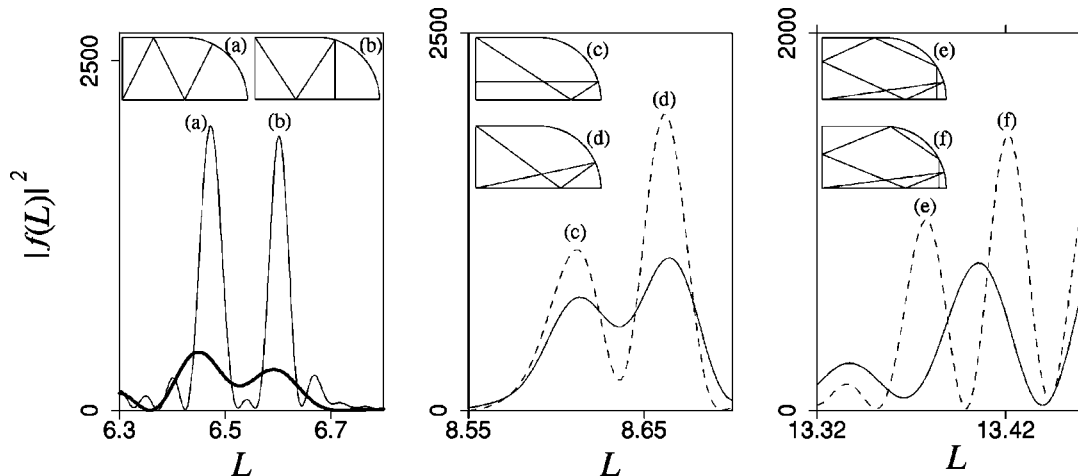 |f(L)|²
2500
0
(a)
(b)
(a)
(b)
6.3
6.5
6.7
L
2500
0
(c)
(d)
(d)
(c)
8.55
8.65
L
2000
0
(e)
(f)
(f)
(e)
13.32
13.42
L